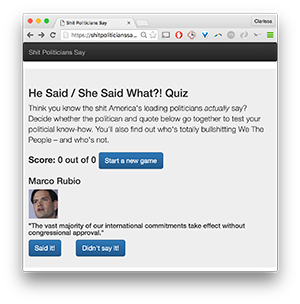 Shit Politicians Say
Clarissa
https://shitpoliticianssa...
Shit Politicians Say
He Said / She Said What?! Quiz
Think you know the shit America's leading politicians actually say?
Decide whether the politican and quote below go together to test your
politicial know-how. You'll also find out who's totally bullshitting We The
People – and who's not.
Score: 0 out of 0 Start a new game
Marco Rubio
"The vast majority of our international commitments take effect without
congressional approval."
Said it! Didn't say it!